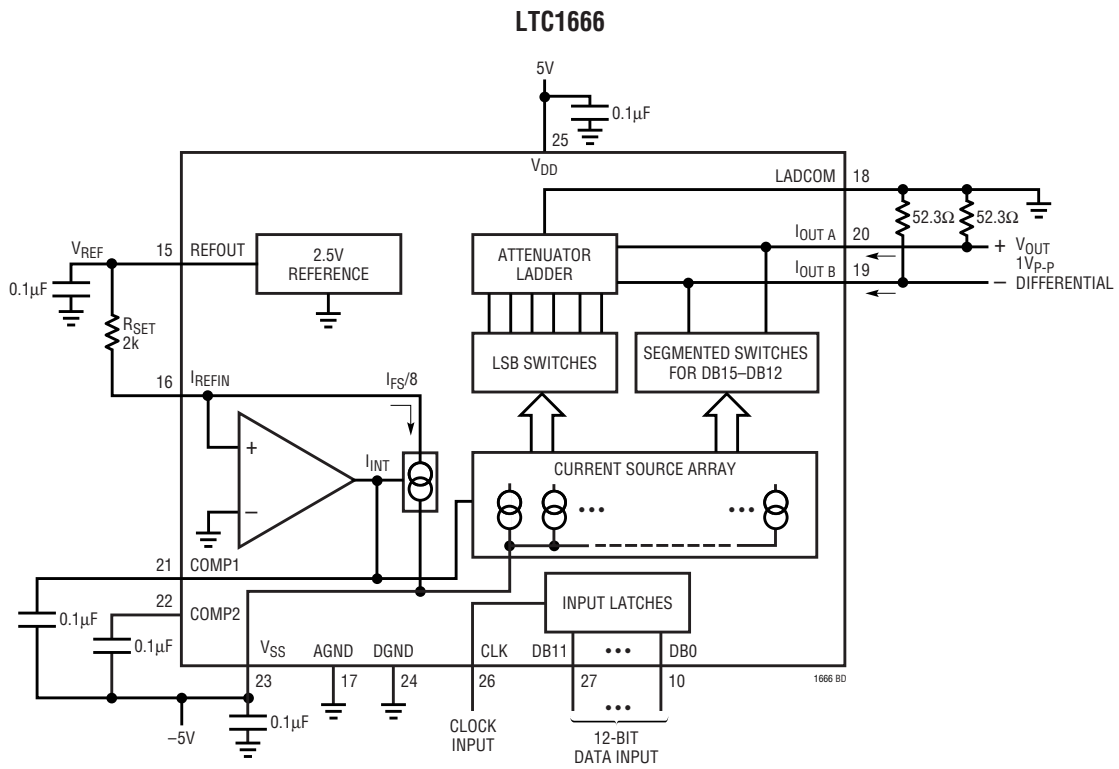 LTC1666
5V
0.1µF
25
VDD
LADCOM
18
52.3Ω
52.3Ω
VREF
15
REFOUT
2.5V
REFERENCE
ATTENUATOR
LADDER
IOUT A
20
+
VOUT
1VP-P
DIFFERENTIAL
IOUT B
19
–
0.1µF
RSET
2k
LSB SWITCHES
SEGMENTED SWITCHES
FOR DB15–DB12
16
IREFIN
IFS/8
+
–
IINT
CURRENT SOURCE ARRAY
•••
•••
21
COMP1
22
COMP2
0.1µF
0.1µF
INPUT LATCHES
VSS
AGND
DGND
CLK
DB11
•••
DB0
23
17
24
26
27
10
1666 BD
–5V
0.1µF
CLOCK
INPUT
•••
12-BIT
DATA INPUT